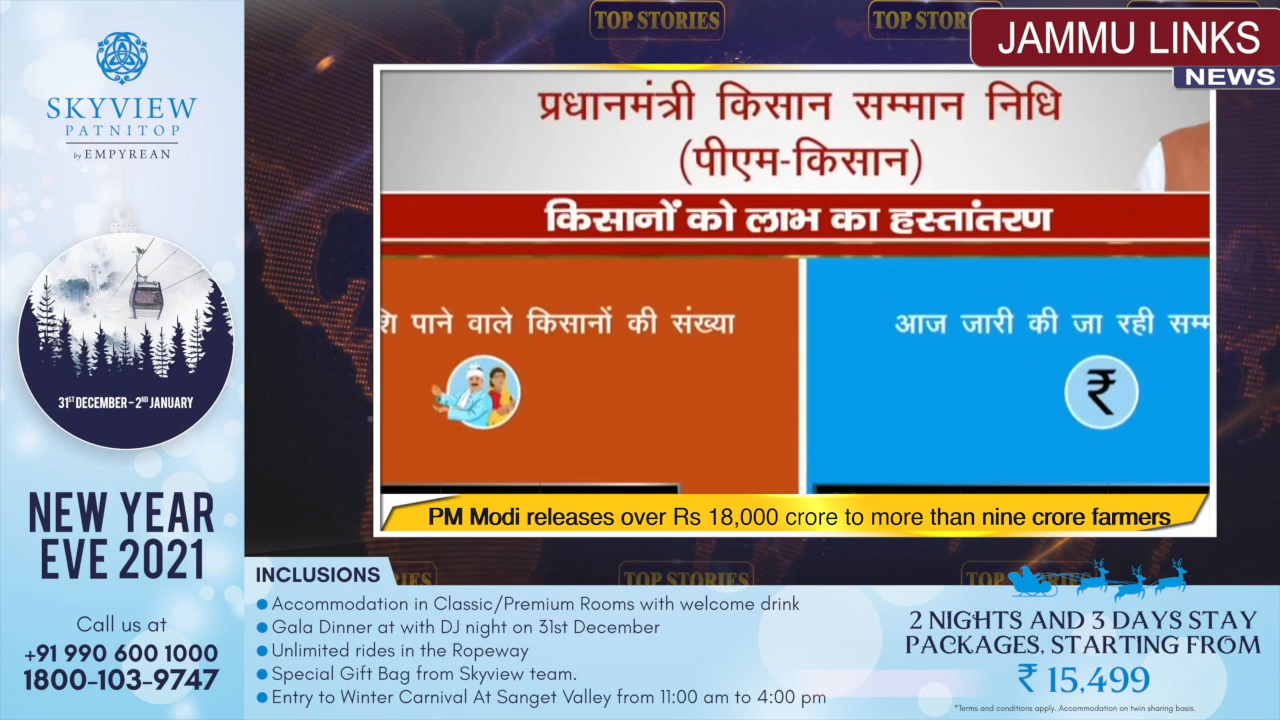 SKYVIEW
PATNITOP
by EMPYREAN
31ST DECEMBER – 2ND JANUARY
NEW YEAR
EVE 2021
Call us at
+91 990 600 1000
1800-103-9747
TOP STORIES
TOP STOR
JAMMU LINKS
NEWS
प्रधानमंत्री किसान सम्मान निधि
(पीएम-किसान)
किसानों को लाभ का हस्तांतरण
शि पाने वाले किसानों की संख्या
आज जारी की जा रही सम्म
₹
PM Modi releases over Rs 18,000 crore to more than nine crore farmers
TOP STORIES
INCLUSIONS
Accommodation in Classic/Premium Rooms with welcome drink
Gala Dinner at with DJ night on 31st December
Unlimited rides in the Ropeway
Special Gift Bag from Skyview team.
Entry to Winter Carnival At Sanget Valley from 11:00 am to 4:00 pm
2 NIGHTS AND 3 DAYS STAY
PACKAGES, STARTING FROM
₹ 15,499
*Terms and conditions apply. Accommodation on twin sharing basis.